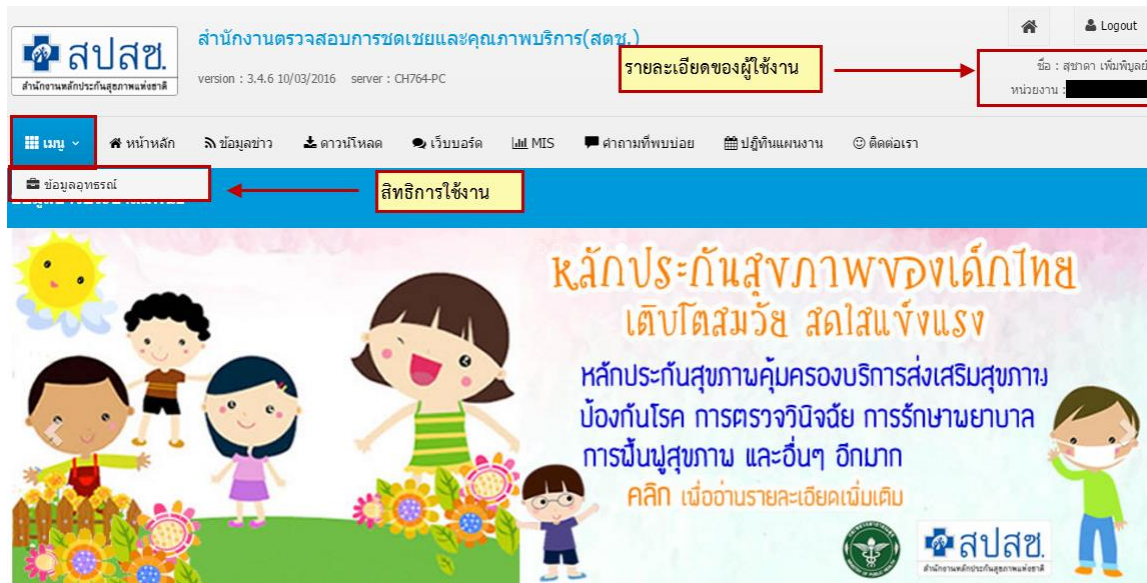 สปสช.
สำนักงานหลักประกันสุขภาพแห่งชาติ
สำนักงานตรวจสอบการชดเชยและคุณภาพบริการ(สตช.)
version : 3.4.6 10/03/2016 server : CH764-PC
รายละเอียดของผู้ใช้งาน
Logout
ชื่อ : สุชาดา เพิ่มพิบูลย์
หน่วยงาน :
เมนู หน้าหลัก ข้อมูลข่าว ดาวน์โหลด เว็บบอร์ด MIS คำถามที่พบบ่อย ปฏิทินแผนงาน ติดต่อเรา
ข้อมูลอุทธรณ์
สิทธิการใช้งาน
หลักประกันสุขภาพของเด็กไทย
เติบโตสมวัย สดใสแข็งแรง
หลักประกันสุขภาพคุ้มครองบริการส่งเสริมสุขภาพ
ป้องกันโรค การตรวจวินิจฉัย การรักษาพยาบาล
การฟื้นฟูสุขภาพ และอื่นๆ อีกมาก
คลิก เพื่ออ่านรายละเอียดเพิ่มเติม
สปสช.
สำนักงานหลักประกันสุขภาพแห่งชาติ